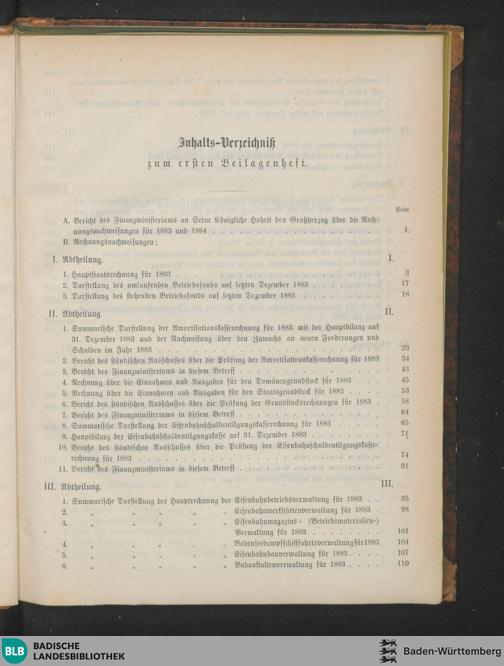 Inhalts-Verzeichniß
zum ersten Beilagenheft.
Seite
A. Bericht des Finanzministeriums an Seine Königliche Hoheit den Großherzog über die Rech-
nungsnachweisungen für 1883 und 1884 . . . I.
B. Rechnungsnachweisungen:
I. Abtheilung. I.
1. Hauptstaatsrechnung für 1883 . . . 3
2. Darstellung des umlaufenden Betriebsfonds auf letzten Dezember 1883 . . . 17
3. Darstellung des stehenden Betriebsfonds auf letzten Dezember 1883 . . . 18
II. Abtheilung. II.
1. Summarische Darstellung der Amortisationskasserechnung für 1883 mit der Hauptbilanz auf
31. Dezember 1883 und der Nachweisung über den Zuwachs an neuen Forderungen und
Schulden im Jahr 1883 . . . 23
2. Bericht des ständischen Ausschusses über die Prüfung der Amortisationskasserechnung für 1883 34
3. Bericht des Finanzministeriums in diesem Betreff . . . 43
4. Rechnung über die Einnahmen und Ausgaben für den Domänengrundstock für 1883 . . . 45
5. Rechnung über die Einnahmen und Ausgaben für den Staatsgrundstock für 1883 . . . 53
6. Bericht des ständischen Ausschusses über die Prüfung der Grundstocksrechnungen für 1883 . 58
7. Bericht des Finanzministeriums in diesem Betreff . . . 64
8. Summarische Darstellung der Eisenbahnschuldentilgungskasserechnung für 1883 . . . 65
9. Hauptbilanz der Eisenbahnschuldentilgungskasse auf 31. Dezember 1883 . . . 71
10. Bericht des ständischen Ausschusses über die Prüfung der Eisenbahnschuldentilgungskasse-
rechnung für 1883 . . . 74
11. Bericht des Finanzministeriums in diesem Betreff . . . 91
III. Abtheilung. III.
1. Summarische Darstellung der Hauptrechnung der Eisenbahnbetriebsverwaltung für 1883 . . . 95
2. " " " " Eisenbahnwerkstättenverwaltung für 1883 . . 98
3. " " " " Eisenbahnmagazins- (Betriebsmaterialien-)
Verwaltung für 1883 . . . 101
4. " " " " Bodenseedampfschifffahrtsverwaltung für 1883 104
5. " " " " Eisenbahnbauverwaltung für 1883 . . . 107
6. " " " " Badanstaltenverwaltung für 1883 . . . 110
BLB BADISCHE
LANDESBIBLIOTHEK
Baden-Württemberg